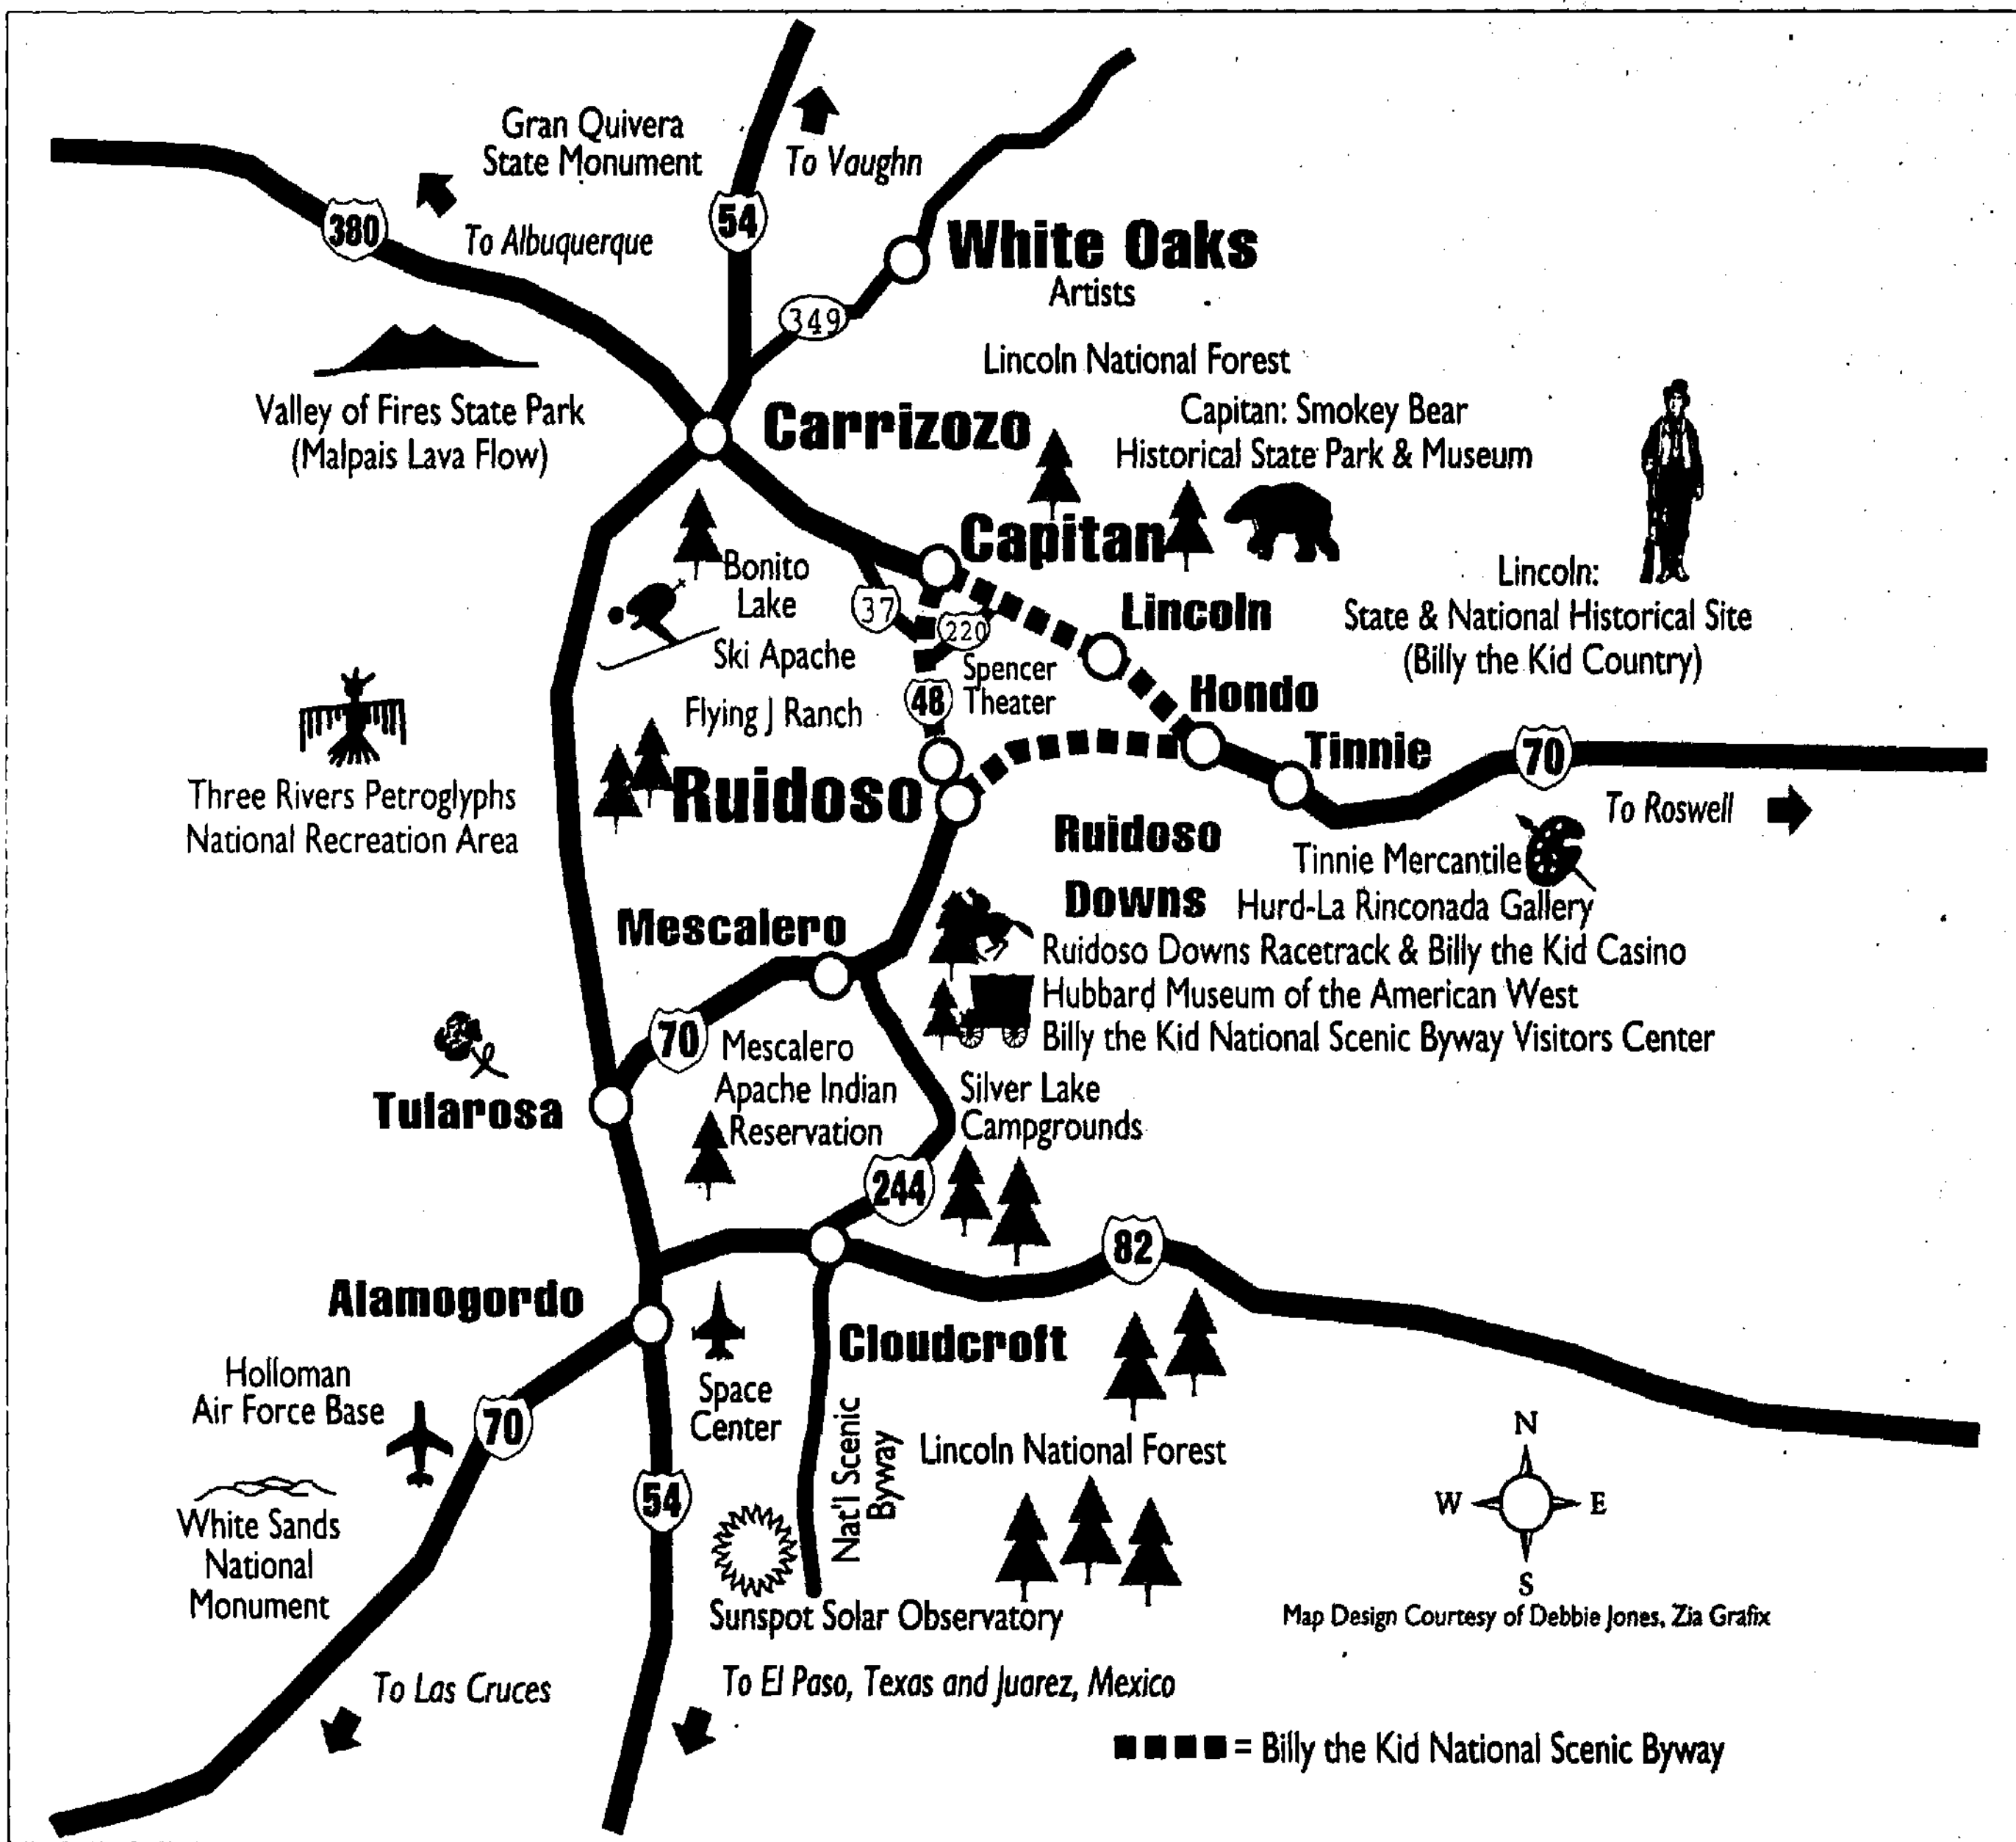 Gran Quivera
State Monument
To Vaughn
54
380
To Albuquerque
White Oaks
Artists
349
Lincoln National Forest
Valley of Fires State Park
(Malpais Lava Flow)
Carrizozo
Capitan: Smokey Bear
Historical State Park & Museum
Capitan
Bonito
Lake
37
220
Lincoln
Lincoln:
State & National Historical Site
(Billy the Kid Country)
Ski Apache
Spencer
Theater
Flying J Ranch
48
Hondo
Tinnie
70
To Roswell
Three Rivers Petroglyphs
National Recreation Area
Ruidoso
Ruidoso
Downs
Tinnie Mercantile
Hurd-La Rinconada Gallery
Ruidoso Downs Racetrack & Billy the Kid Casino
Hubbard Museum of the American West
Billy the Kid National Scenic Byway Visitors Center
Mescalero
70
Mescalero
Apache Indian
Reservation
Silver Lake
Campgrounds
Tularosa
244
82
Alamogordo
Cloudcroft
Holloman
Air Force Base
70
Space
Center
54
Nat'l Scenic
Byway
Lincoln National Forest
White Sands
National
Monument
Sunspot Solar Observatory
N
W
E
S
Map Design Courtesy of Debbie Jones, Zia Grafix
To Las Cruces
To El Paso, Texas and Juarez, Mexico
= Billy the Kid National Scenic Byway